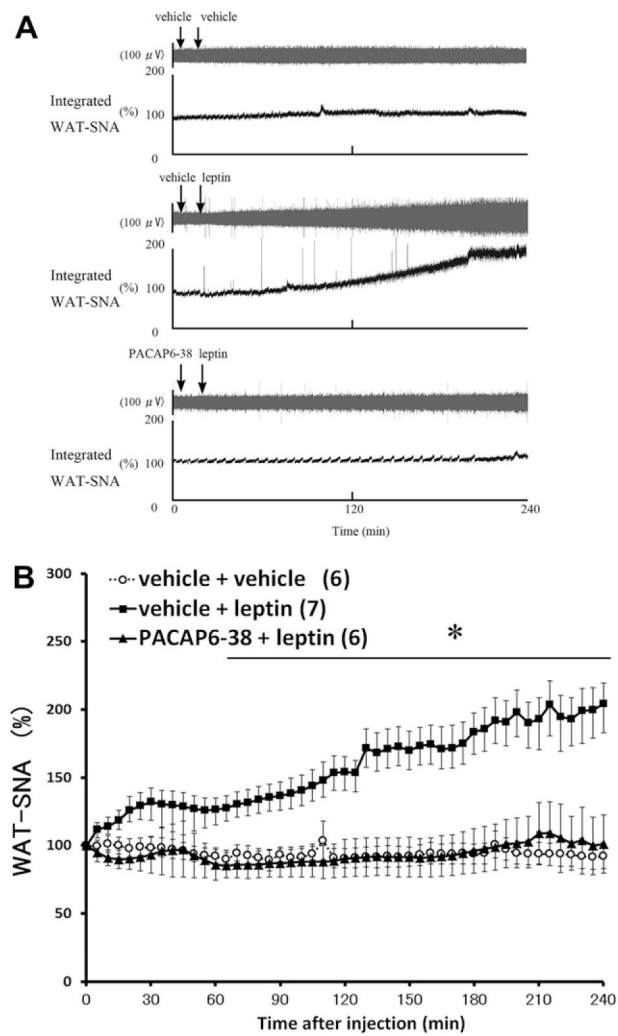 A
vehicle vehicle
(100 μV)
200
Integrated (%) 100
WAT-SNA
0
120
vehicle leptin
(100 μV)
200
Integrated (%)
WAT-SNA 100
0
120
PACAP6-38 leptin
(100 μV)
200
Integrated (%) 100
WAT-SNA
0
0 120 240
Time (min)
B
300
vehicle + vehicle (6)
vehicle + leptin (7)
250
PACAP6-38 + leptin (6)
*
200
WAT-SNA (%)
150
100
50
0
0 30 60 90 120 150 180 210 240
Time after injection (min)